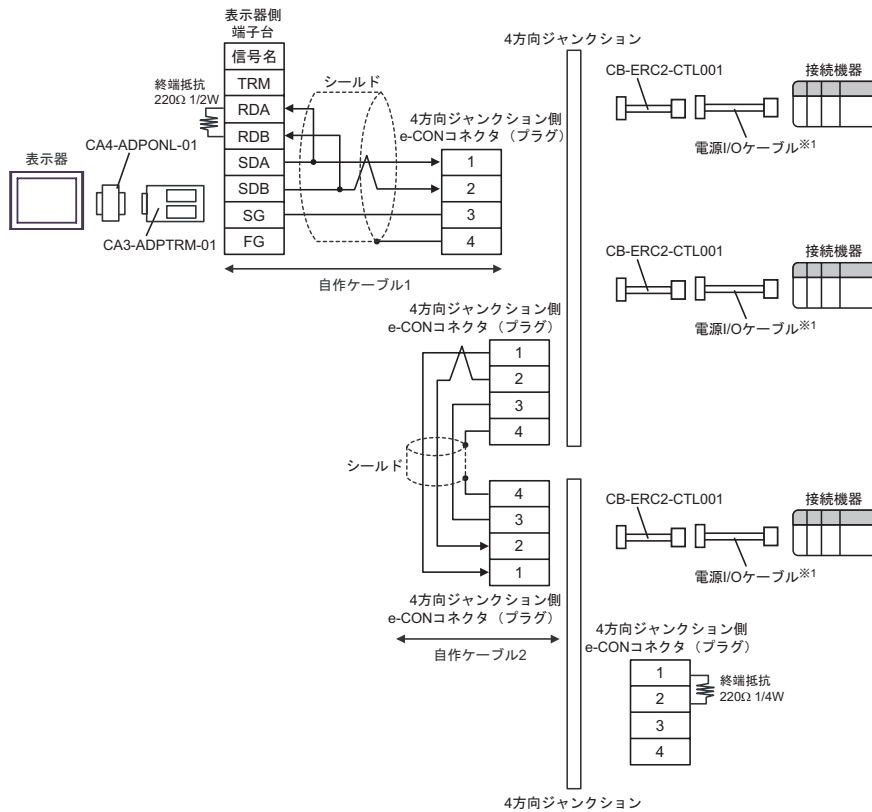 表示器側
端子台
信号名
TRM
RDA
RDB
SDA
SDB
SG
FG
終端抵抗
220Ω 1/2W
シールド
4方向ジャンクション側
e-CONコネクタ（プラグ）
1
2
3
4
表示器
CA4-ADPONL-01
CA3-ADPTRM-01
自作ケーブル1
4方向ジャンクション
CB-ERC2-CTL001
電源I/Oケーブル※1
接続機器
CB-ERC2-CTL001
電源I/Oケーブル※1
接続機器
4方向ジャンクション側
e-CONコネクタ（プラグ）
1
2
3
4
シールド
4
3
2
1
4方向ジャンクション側
e-CONコネクタ（プラグ）
自作ケーブル2
CB-ERC2-CTL001
電源I/Oケーブル※1
接続機器
4方向ジャンクション側
e-CONコネクタ（プラグ）
1
2
3
4
終端抵抗
220Ω 1/4W
4方向ジャンクション